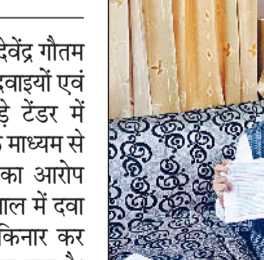 देवेंद्र गौतम
दवाइयों एवं
टेंडर में
माध्यम से
का आरोप
में दवा
किनार कर